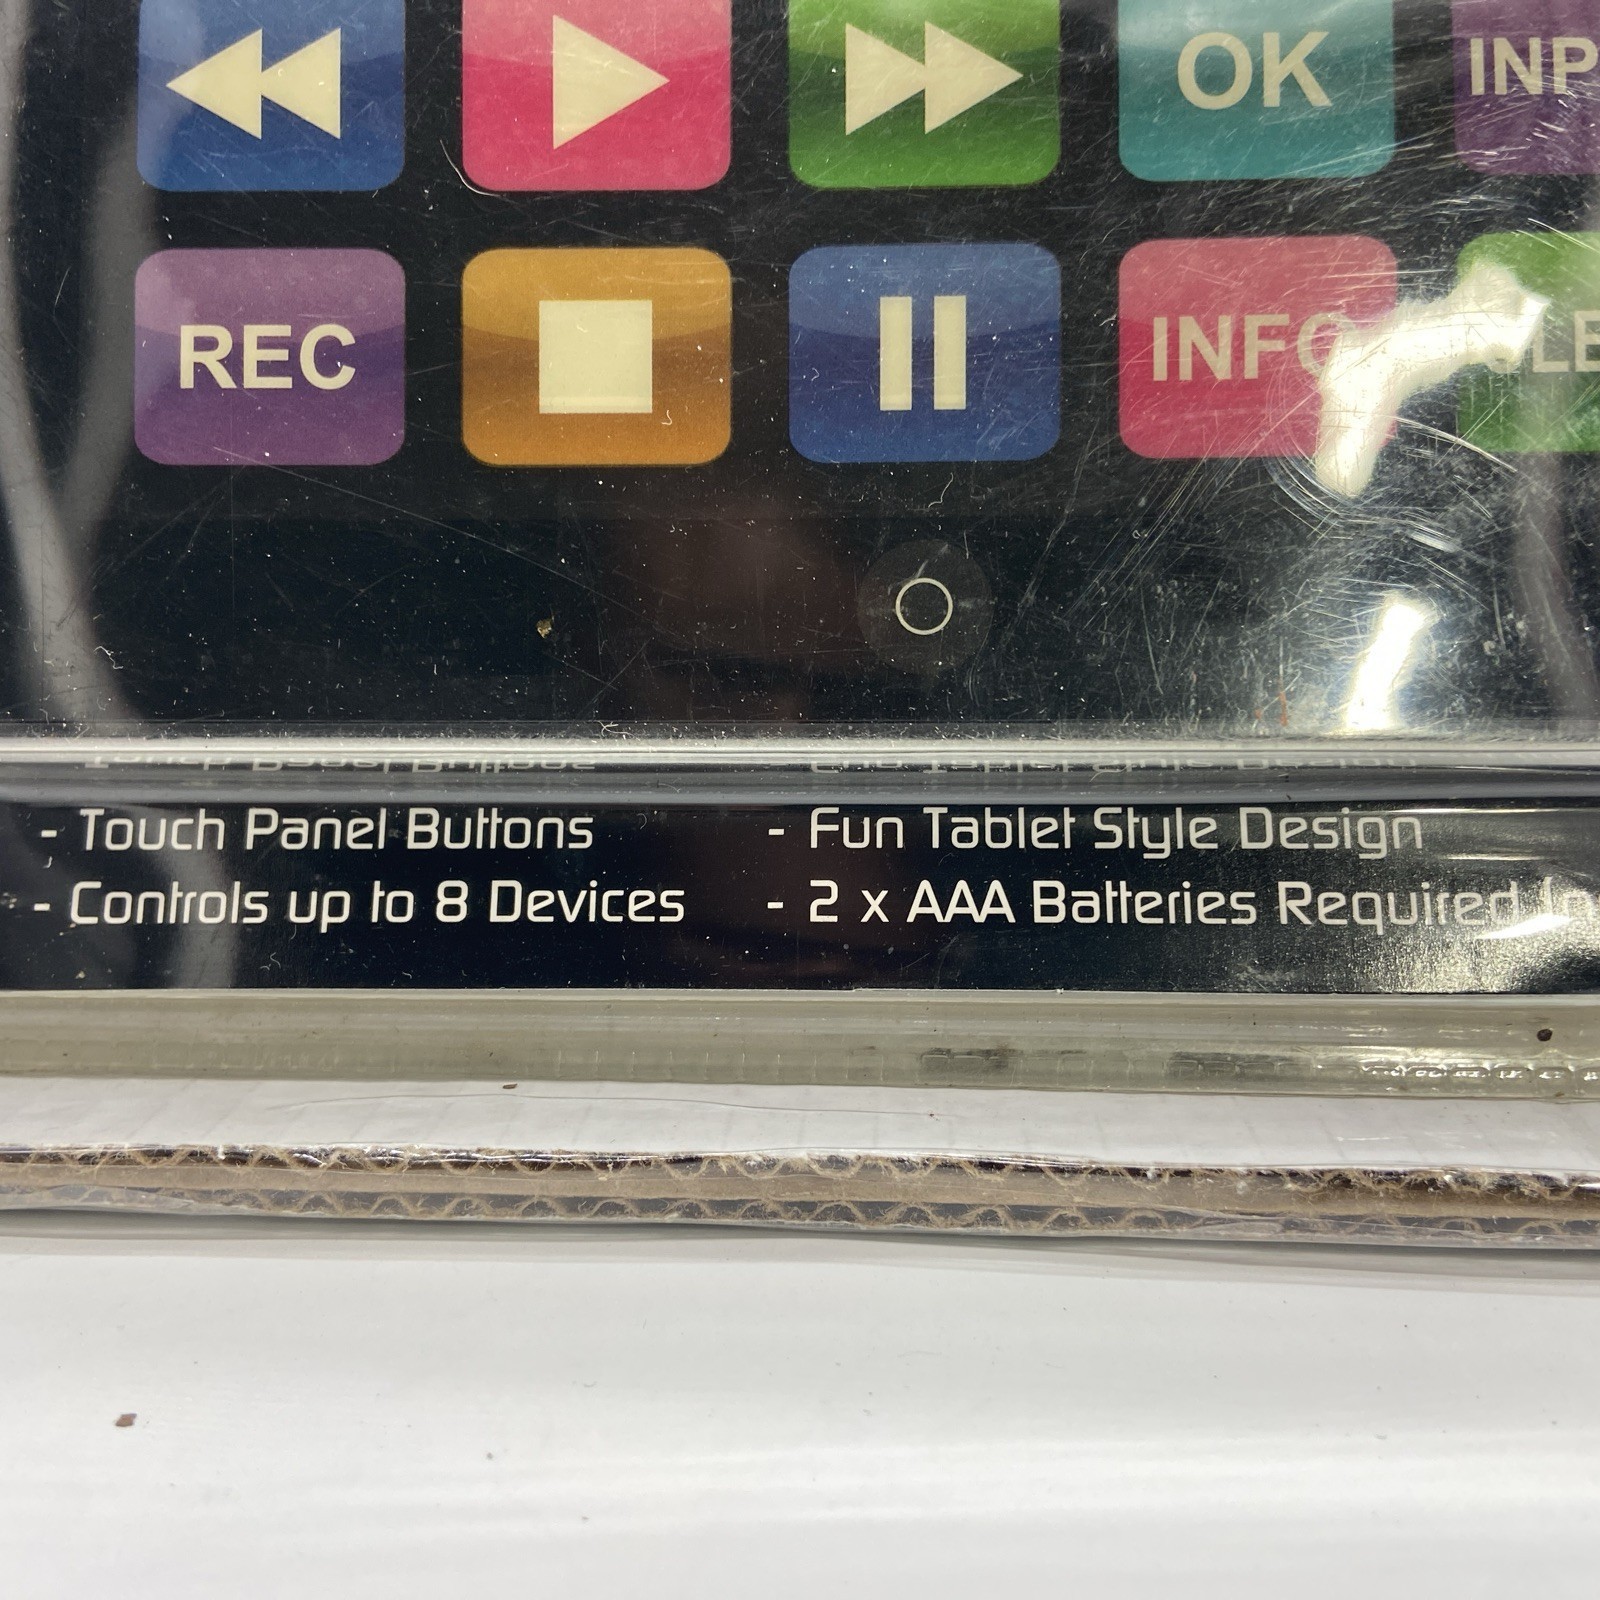 OK INP
REC INFO
- Touch Panel Buttons - Fun Tablet Style Design
- Controls up to 8 Devices - 2 x AAA Batteries Required